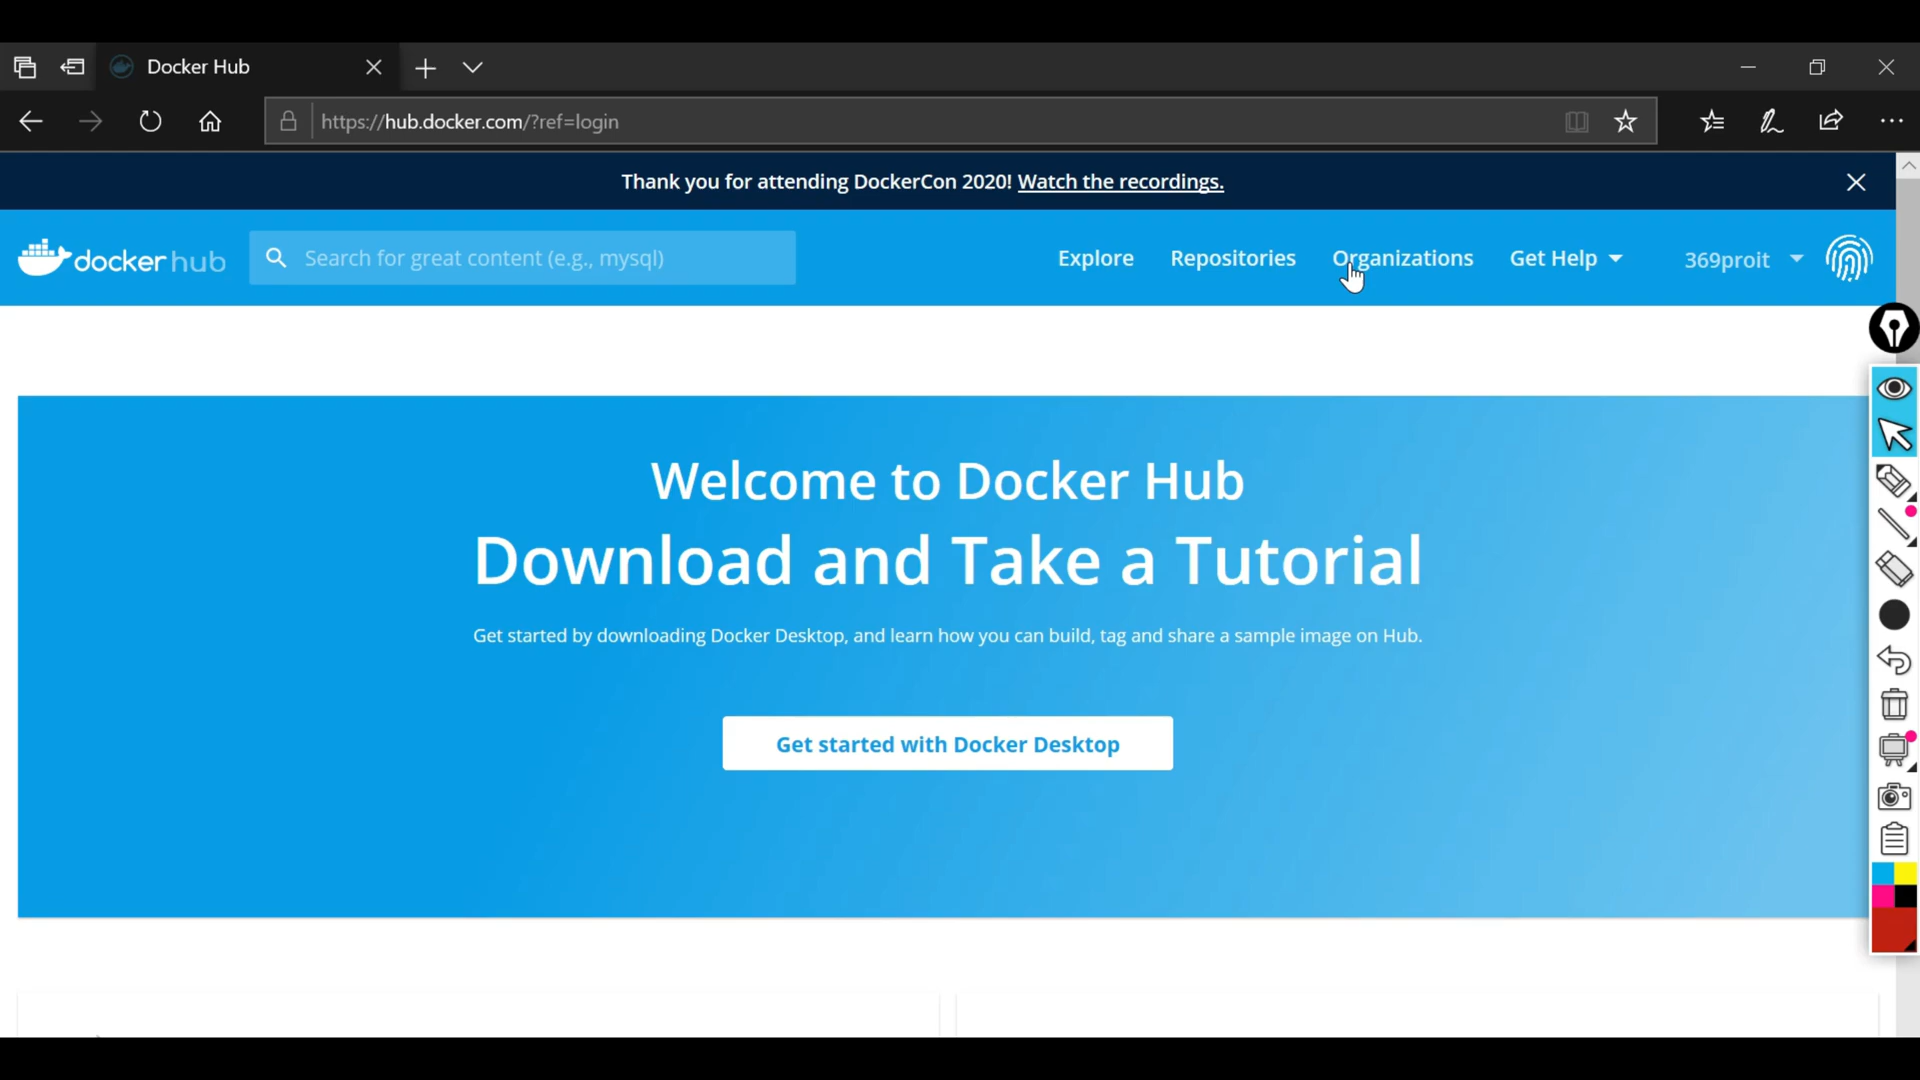 Docker Hub
https://hub.docker.com/?ref=login
Thank you for attending DockerCon 2020! Watch the recordings.
docker hub
Search for great content (e.g., mysql)
Explore
Repositories
Organizations
Get Help
369proit
Welcome to Docker Hub
Download and Take a Tutorial
Get started by downloading Docker Desktop, and learn how you can build, tag and share a sample image on Hub.
Get started with Docker Desktop